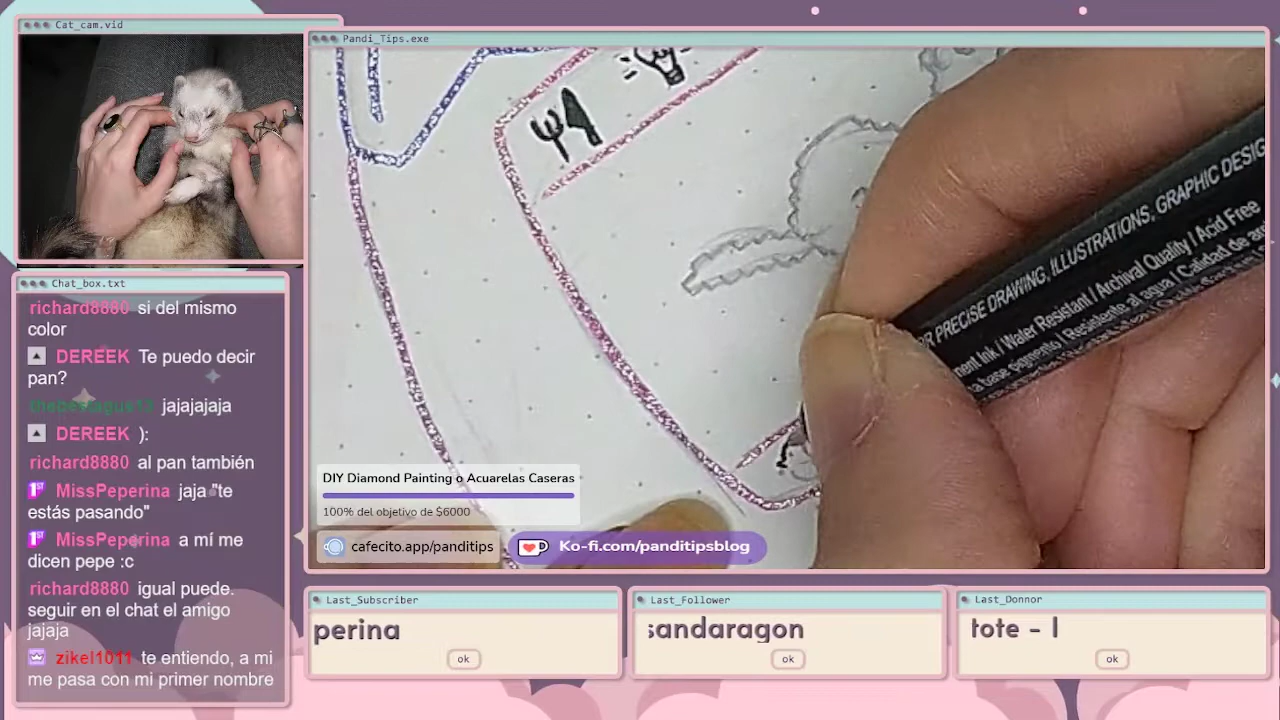 Cat_cam.vid
Pandi_Tips.exe
OR PRECISE DRAWING, ILLUSTRATIONS, GRAPHIC DESIG
ment Ink / Water Resistant / Archival Quality / Acid Free
a base pigmento / Resistente al agua / Calidad de ar
Chat_box.txt
richard8880 si del mismo
color
DEREEK Te puedo decir
pan?
jajajajaja
DEREEK ):
richard8880 al pan también
MissPeperina jaja "te
estás pasando"
MissPeperina a mí me
dicen pepe :c
richard8880 igual puede.
seguir en el chat el amigo
jajaja
zikel1011 te entiendo, a mi
me pasa con mi primer nombre
DIY Diamond Painting o Acuarelas Caseras
100% del objetivo de $6000
cafecito.app/panditips
Ko-fi.com/panditipsblog
Last_Subscriber
perina
ok
Last_Follower
sandaragon
ok
Last_Donnor
tote - l
ok